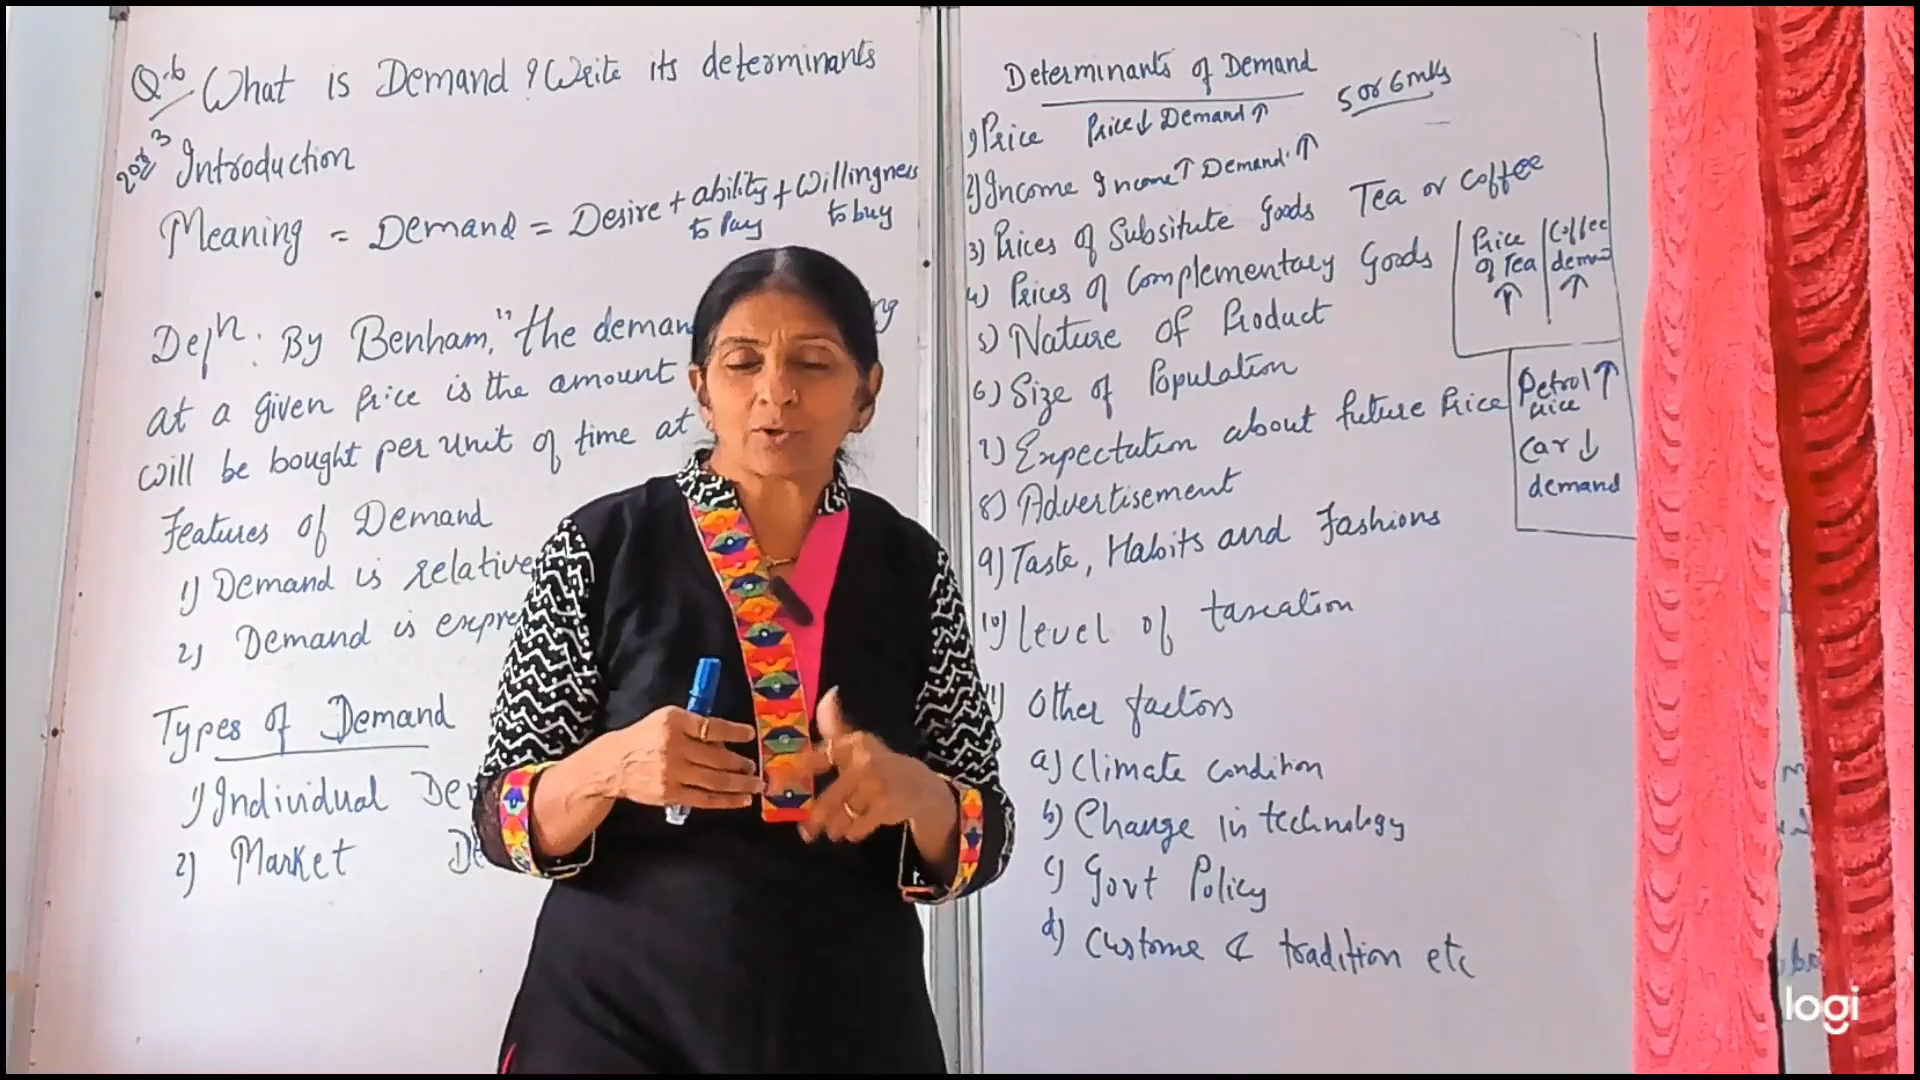 Q.6 What is Demand? Write its determinants
2023
Introduction
Meaning = Demand = Desire + ability + willingness
to Pay to buy
Defn: By Benham, "the deman
at a given price is the amount
will be bought per unit of time at
Features of Demand
1) Demand is relative
2) Demand is expre
Types of Demand
1) Individual De
2) Market De
Determinants of Demand
5 or 6 mks
1) Price Price↓ Demand↑
2) Income Income↑ Demand↑
3) Prices of Subsitute Goods Tea or Coffee
4) Prices of Complementary Goods
5) Nature of Product
6) Size of Population
7) Expectation about future Price
8) Advertisement
9) Taste, Habits and Fashions
10) Level of taxation
11) Other factors
a) Climate condition
b) Change in technology
c) Govt Policy
d) Custome & tradition etc
Price of Tea ↑
Coffee demand ↑
Petrol ↑
Price
Car ↓
demand
logi